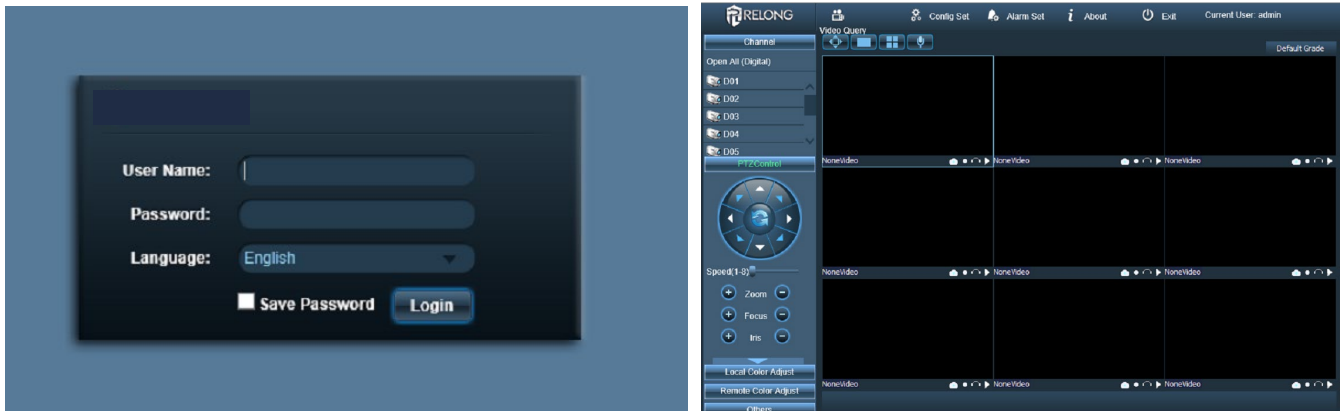 User Name:
Password:
Language: English
Save Password Login
RELONG
Video Query
Config Set
Alarm Set
i About
Exit
Current User: admin
Channel
Default Grade
Open All (Digital)
D01
D02
D03
D04
D05
PTZControl
Speed(1-8)
+ Zoom -
+ Focus -
+ Iris -
Local Color Adjust
Remote Color Adjust
Others
NoneVideo NoneVideo NoneVideo
NoneVideo NoneVideo NoneVideo
NoneVideo NoneVideo NoneVideo